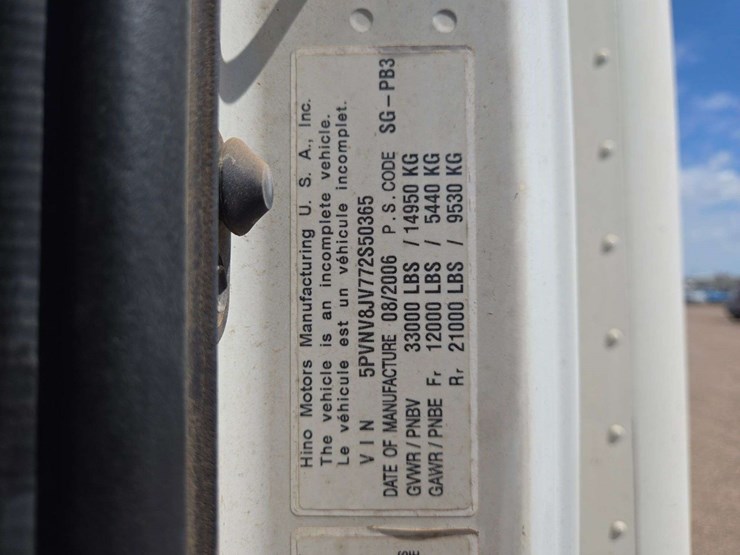 Hino Motors Manufacturing U. S. A., Inc.
The vehicle is an incomplete vehicle.
Le véhicule est un véhicule incomplet.
VIN 5PVNV8JV772S50365
DATE OF MANUFACTURE 08/2006 P.S.CODE SG-PB3
GVWR/PNBV 33000 LBS / 14950 KG
GAWR/PNBE Fr 12000 LBS / 5440 KG
Rr 21000 LBS / 9530 KG